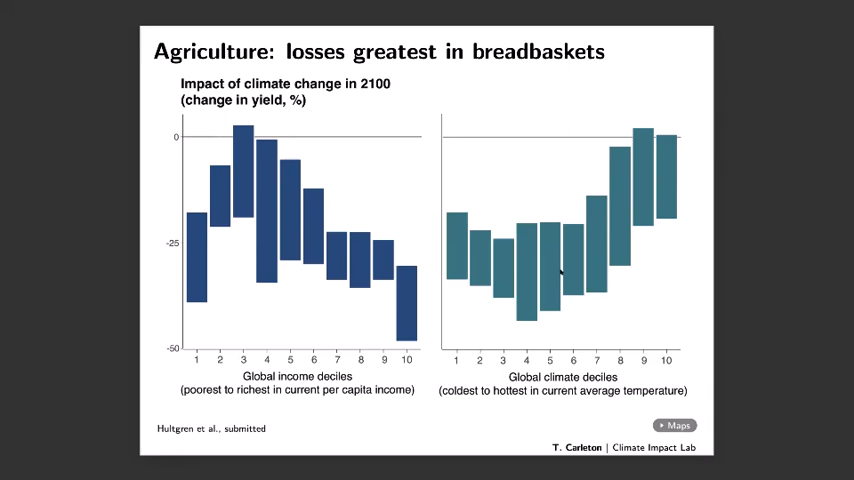 Agriculture: losses greatest in breadbaskets
Impact of climate change in 2100
(change in yield, %)
0
-25
-50
1 2 3 4 5 6 7 8 9 10
Global income deciles
(poorest to richest in current per capita income)
1 2 3 4 5 6 7 8 9 10
Global climate deciles
(coldest to hottest in current average temperature)
Hultgren et al., submitted
Maps
T. Carleton | Climate Impact Lab